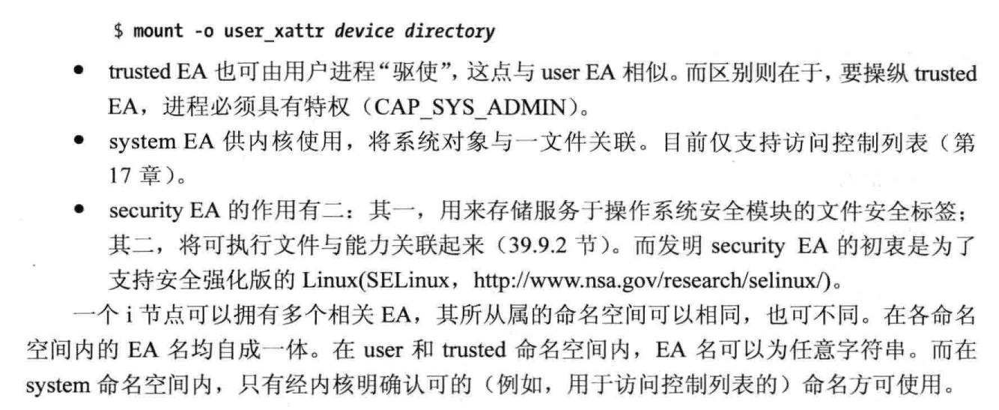 $ mount -o user_xattr device directory
● trusted EA 也可由用户进程“驱使”，这点与 user EA 相似。而区别则在于，要操纵 trusted
EA，进程必须具有特权（CAP_SYS_ADMIN）。
● system EA 供内核使用，将系统对象与一文件关联。目前仅支持访问控制列表（第
17 章）。
● security EA 的作用有二：其一，用来存储服务于操作系统安全模块的文件安全标签；
其二，将可执行文件与能力关联起来（39.9.2 节）。而发明 security EA 的初衷是为了
支持安全强化版的 Linux(SELinux，http://www.nsa.gov/research/selinux/)。
一个 i 节点可以拥有多个相关 EA，其所从属的命名空间可以相同，也可不同。在各命名
空间内的 EA 名均自成一体。在 user 和 trusted 命名空间内，EA 名可以为任意字符串。而在
system 命名空间内，只有经内核明确认可的（例如，用于访问控制列表的）命名方可使用。